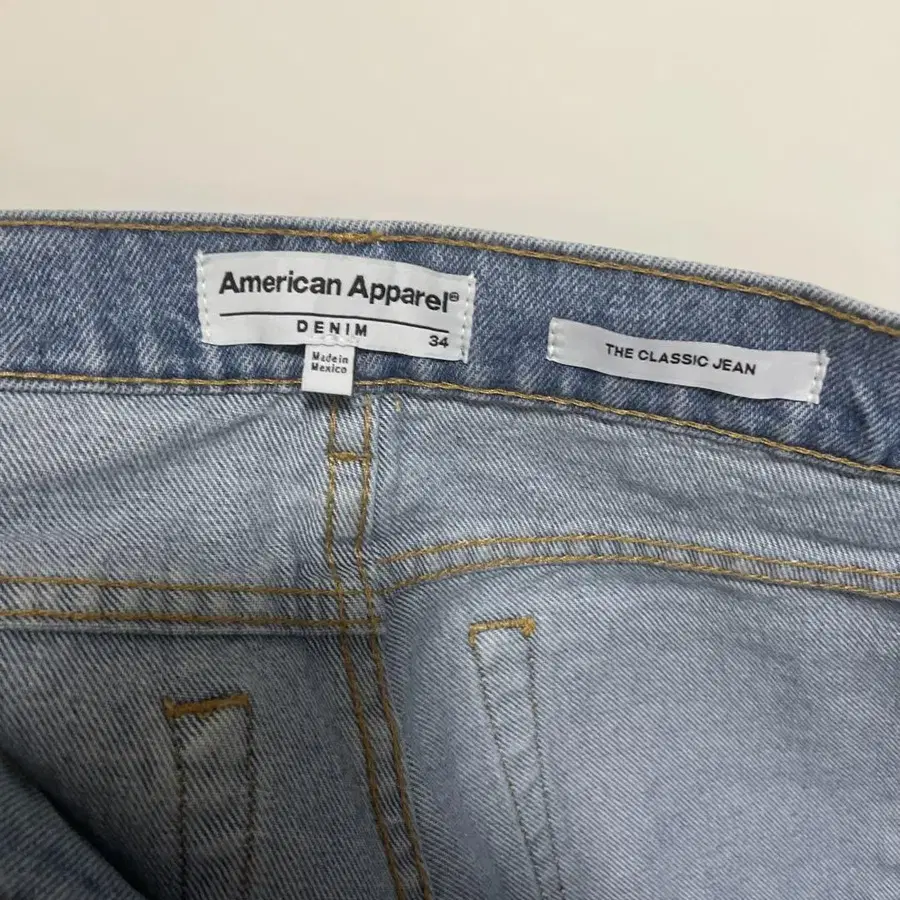 American Apparel®
DENIM
34
Made in
Mexico
THE CLASSIC JEAN